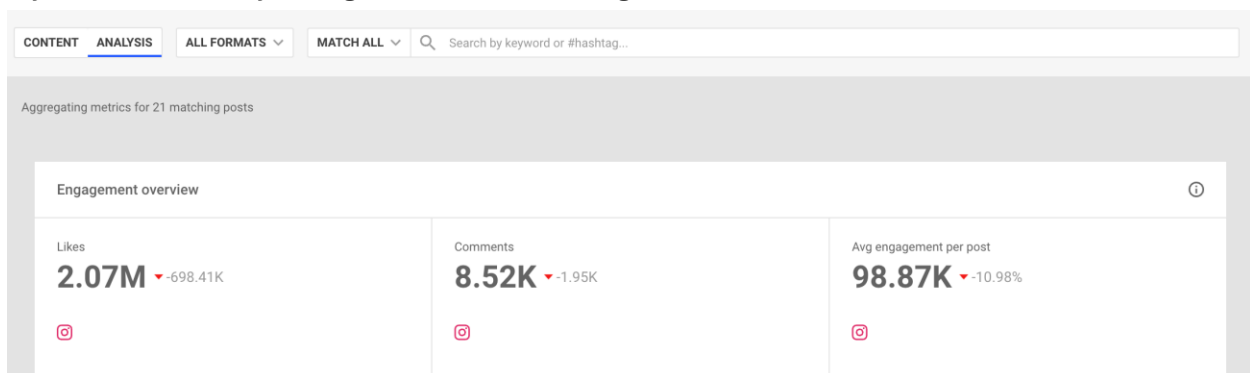 CONTENT ANALYSIS ALL FORMATS MATCH ALL Search by keyword or #hashtag...
Aggregating metrics for 21 matching posts
Engagement overview
Likes Comments Avg engagement per post
2.07M -698.41K 8.52K -1.95K 98.87K -10.98%